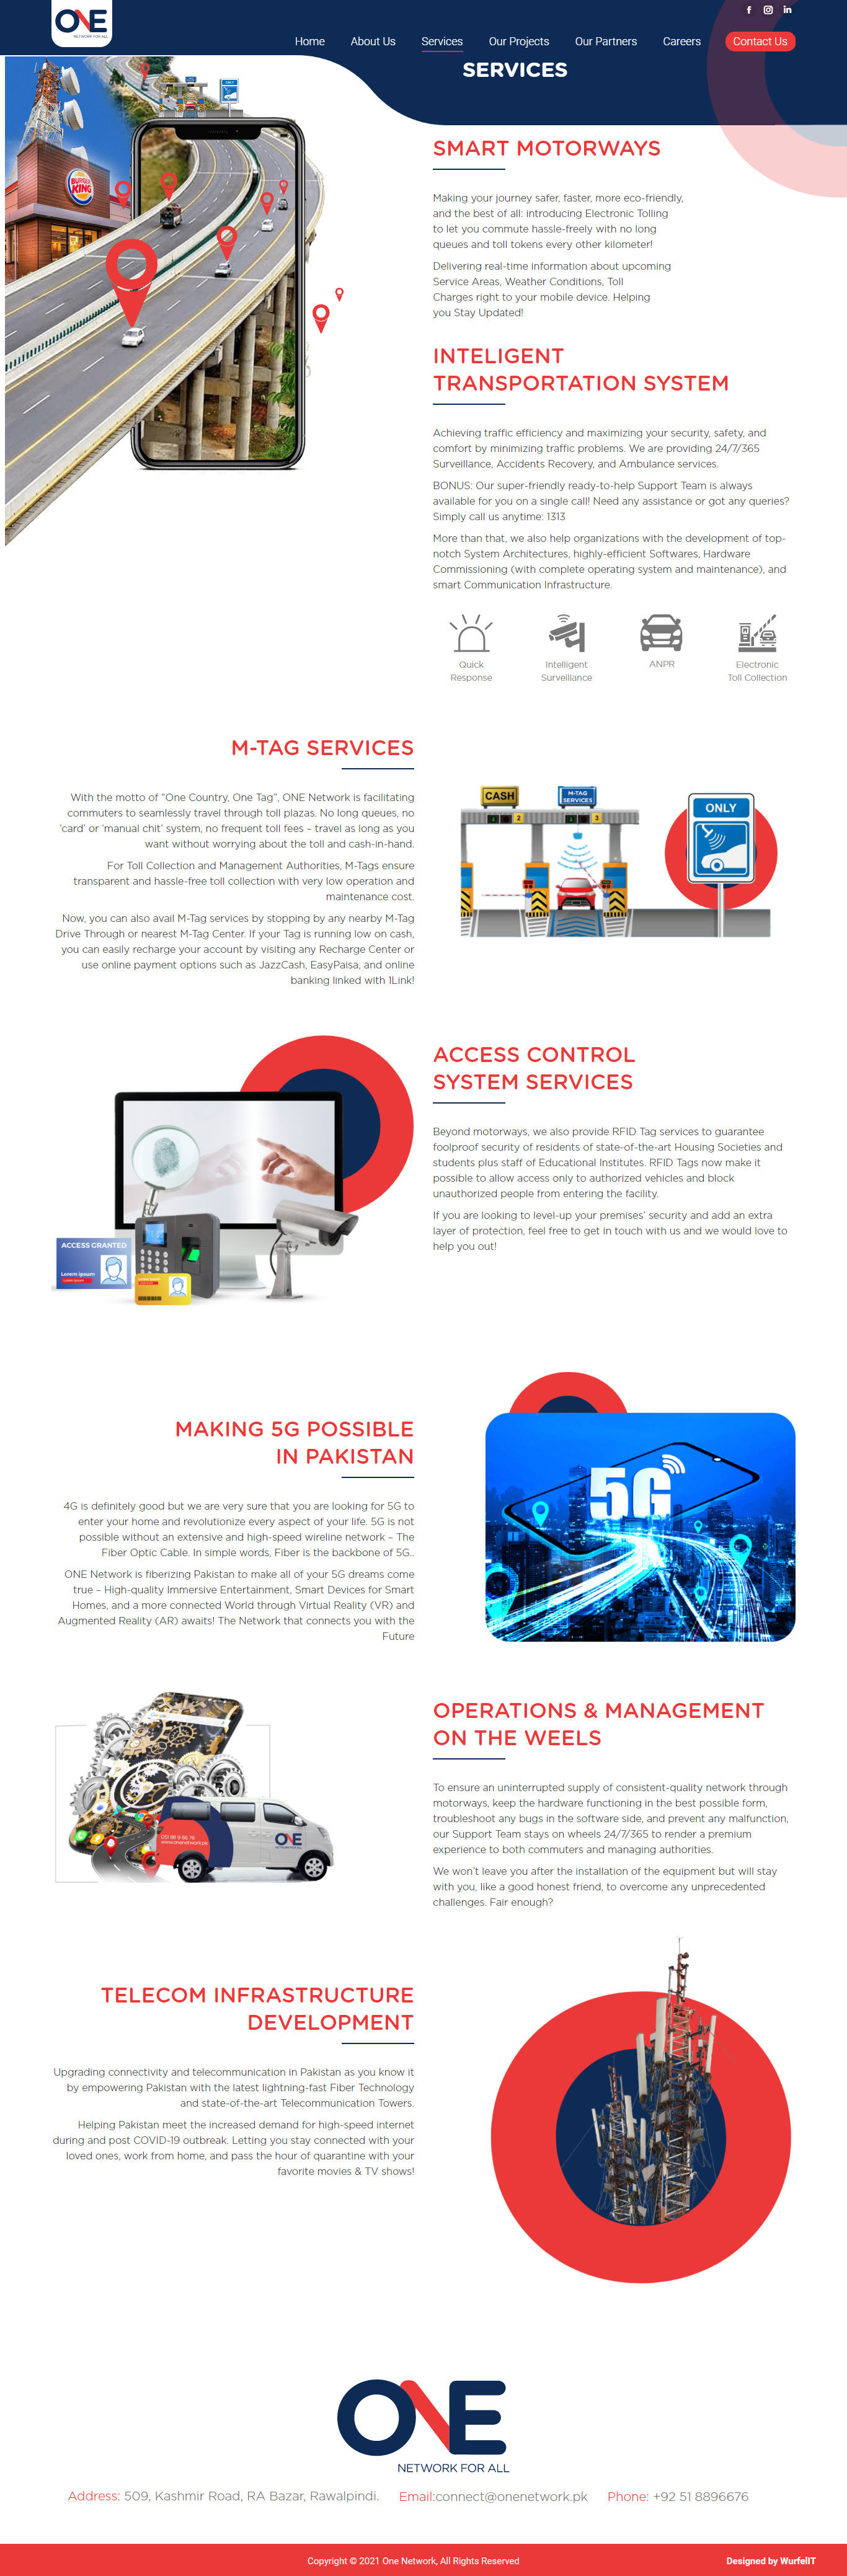 ONE
NETWORK FOR ALL
Home About Us Services Our Projects Our Partners Careers Contact Us
SERVICES
BURGER
KING
SMART MOTORWAYS
Making your journey safer, faster, more eco-friendly,
and the best of all: introducing Electronic Tolling
to let you commute hassle-freely with no long
queues and toll tokens every other kilometer!
Delivering real-time information about upcoming
Service Areas, Weather Conditions, Toll
Charges right to your mobile device. Helping
you Stay Updated!
INTELIGENT
TRANSPORTATION SYSTEM
Achieving traffic efficiency and maximizing your security, safety, and
comfort by minimizing traffic problems. We are providing 24/7/365
Surveillance, Accidents Recovery, and Ambulance services.
BONUS: Our super-friendly ready-to-help Support Team is always
available for you on a single call! Need any assistance or got any queries?
Simply call us anytime: 1313
More than that, we also help organizations with the development of top-
notch System Architectures, highly-efficient Softwares, Hardware
Commissioning (with complete operating system and maintenance), and
smart Communication Infrastructure.
Quick
Response
Intelligent
Surveillance
ANPR
Electronic
Toll Collection
M-TAG SERVICES
With the motto of "One Country, One Tag", ONE Network is facilitating
commuters to seamlessly travel through toll plazas. No long queues, no
'card' or 'manual chit' system, no frequent toll fees – travel as long as you
want without worrying about the toll and cash-in-hand.
For Toll Collection and Management Authorities, M-Tags ensure
transparent and hassle-free toll collection with very low operation and
maintenance cost.
Now, you can also avail M-Tag services by stopping by any nearby M-Tag
Drive Through or nearest M-Tag Center. If your Tag is running low on cash,
you can easily recharge your account by visiting any Recharge Center or
use online payment options such as JazzCash, EasyPaisa, and online
banking linked with 1Link!
CASH
M-TAG
SERVICES
2
3
ONLY
ACCESS CONTROL
SYSTEM SERVICES
Beyond motorways, we also provide RFID Tag services to guarantee
foolproof security of residents of state-of-the-art Housing Societies and
students plus staff of Educational Institutes. RFID Tags now make it
possible to allow access only to authorized vehicles and block
unauthorized people from entering the facility.
If you are looking to level-up your premises' security and add an extra
layer of protection, feel free to get in touch with us and we would love to
help you out!
ACCESS GRANTED
Lorem ipsum
MAKING 5G POSSIBLE
IN PAKISTAN
4G is definitely good but we are very sure that you are looking for 5G to
enter your home and revolutionize every aspect of your life. 5G is not
possible without an extensive and high-speed wireline network – The
Fiber Optic Cable. In simple words, Fiber is the backbone of 5G..
ONE Network is fiberizing Pakistan to make all of your 5G dreams come
true – High-quality Immersive Entertainment, Smart Devices for Smart
Homes, and a more connected World through Virtual Reality (VR) and
Augmented Reality (AR) awaits! The Network that connects you with the
Future
5G
OPERATIONS & MANAGEMENT
ON THE WEELS
To ensure an uninterrupted supply of consistent-quality network through
motorways, keep the hardware functioning in the best possible form,
troubleshoot any bugs in the software side, and prevent any malfunction,
our Support Team stays on wheels 24/7/365 to render a premium
experience to both commuters and managing authorities.
We won't leave you after the installation of the equipment but will stay
with you, like a good honest friend, to overcome any unprecedented
challenges. Fair enough?
www.onenetwork.pk
ONE
TELECOM INFRASTRUCTURE
DEVELOPMENT
Upgrading connectivity and telecommunication in Pakistan as you know it
by empowering Pakistan with the latest lightning-fast Fiber Technology
and state-of-the-art Telecommunication Towers.
Helping Pakistan meet the increased demand for high-speed internet
during and post COVID-19 outbreak. Letting you stay connected with your
loved ones, work from home, and pass the hour of quarantine with your
favorite movies & TV shows!
ONE
NETWORK FOR ALL
Address: 509, Kashmir Road, RA Bazar, Rawalpindi. Email:connect@onenetwork.pk Phone: +92 51 8896676
Copyright © 2021 One Network, All Rights Reserved Designed by WurfelIT